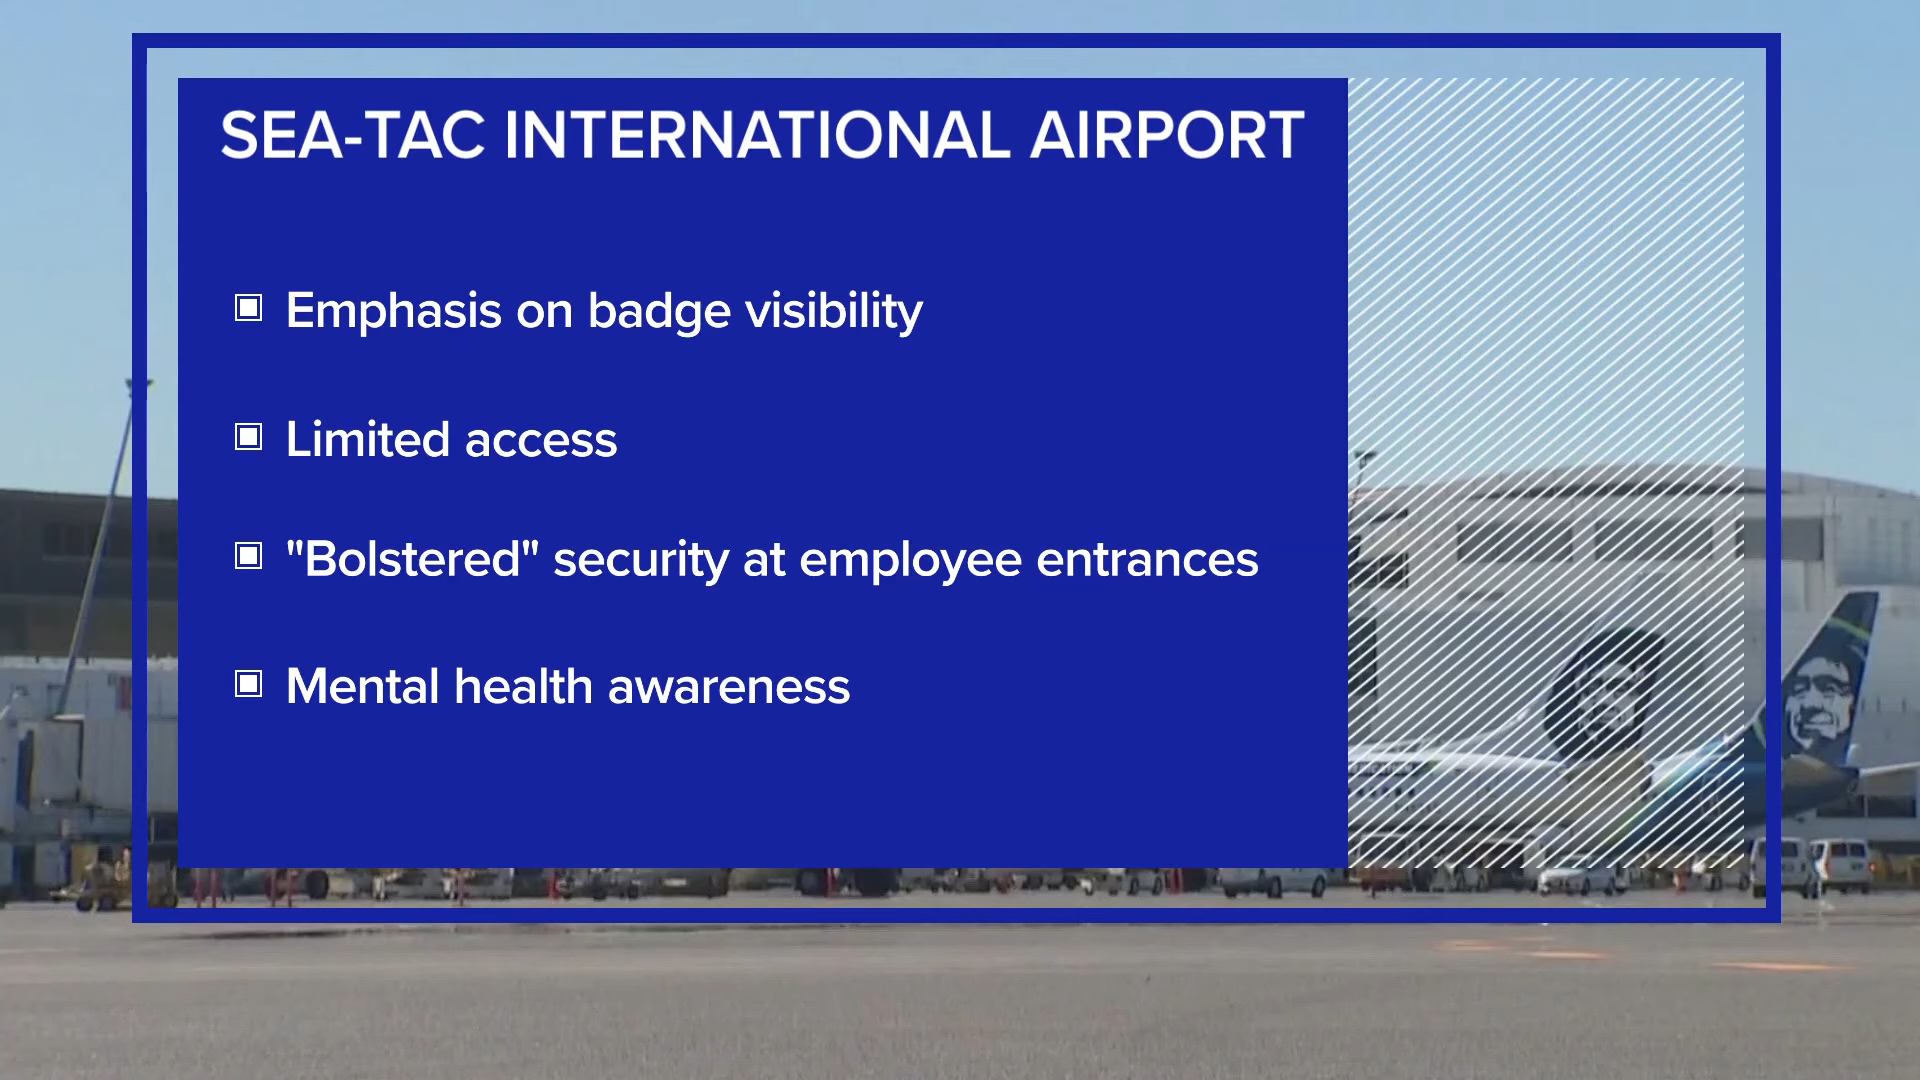 SEA-TAC INTERNATIONAL AIRPORT
Emphasis on badge visibility
Limited access
"Bolstered" security at employee entrances
Mental health awareness